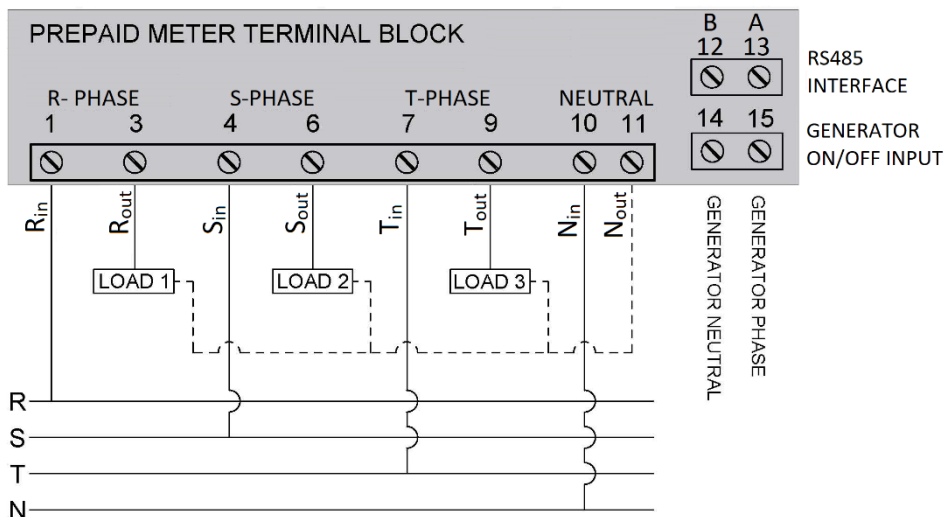 PREPAID METER TERMINAL BLOCK
B A
12 13
RS485
INTERFACE
R- PHASE S-PHASE T-PHASE NEUTRAL
1 3 4 6 7 9 10 11
14 15
GENERATOR
ON/OFF INPUT
Rin Rout Sin Sout Tin Tout Nin Nout
GENERATOR NEUTRAL
GENERATOR PHASE
LOAD 1 LOAD 2 LOAD 3
R
S
T
N